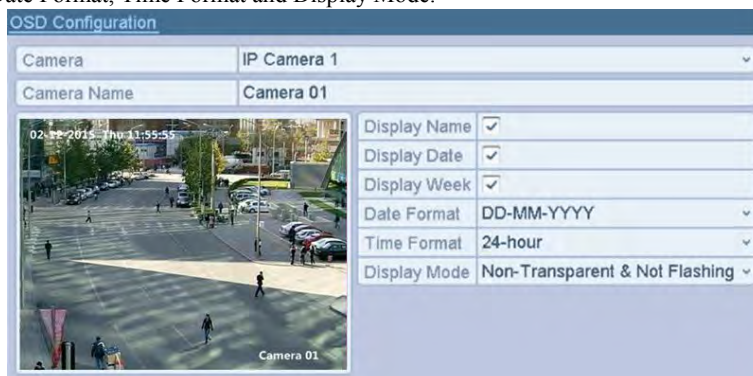 Format, Time Format and Display Mode.
OSD Configuration
Camera IP Camera 1
Camera Name Camera 01
02-12-2015 Thu 11:55:55
Camera 01
Display Name
Display Date
Display Week
Date Format DD-MM-YYYY
Time Format 24-hour
Display Mode Non-Transparent & Not Flashing